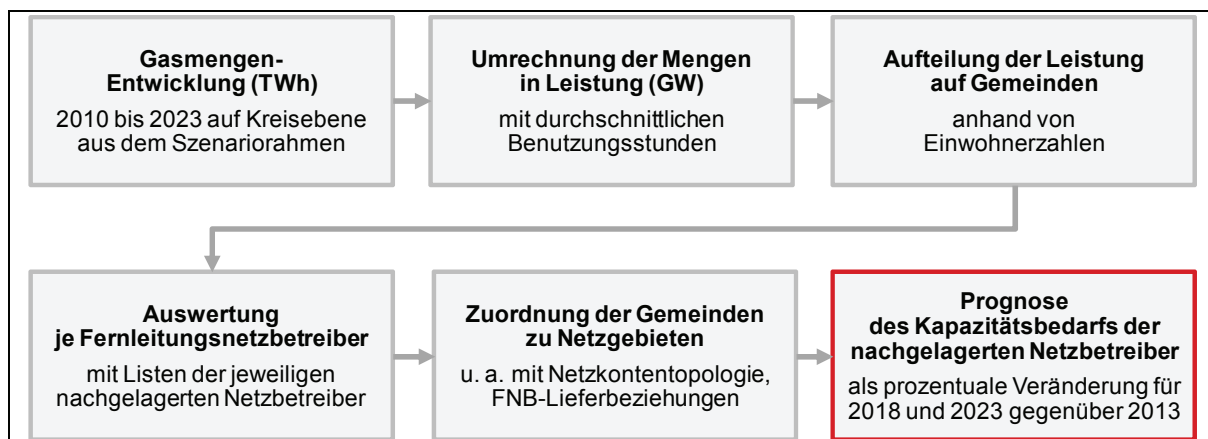 Gasmengen-
Entwicklung (TWh)
2010 bis 2023 auf Kreisebene
aus dem Szenariorahmen
Umrechnung der Mengen
in Leistung (GW)
mit durchschnittlichen
Benutzungsstunden
Aufteilung der Leistung
auf Gemeinden
anhand von
Einwohnerzahlen
Auswertung
je Fernleitungsnetzbetreiber
mit Listen der jeweiligen
nachgelagerten Netzbetreiber
Zuordnung der Gemeinden
zu Netzgebieten
u. a. mit Netzkontentopologie,
FNB-Lieferbeziehungen
Prognose
des Kapazitätsbedarfs der
nachgelagerten Netzbetreiber
als prozentuale Veränderung für
2018 und 2023 gegenüber 2013